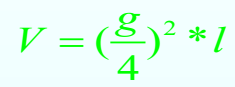 V = (g/4)² * l